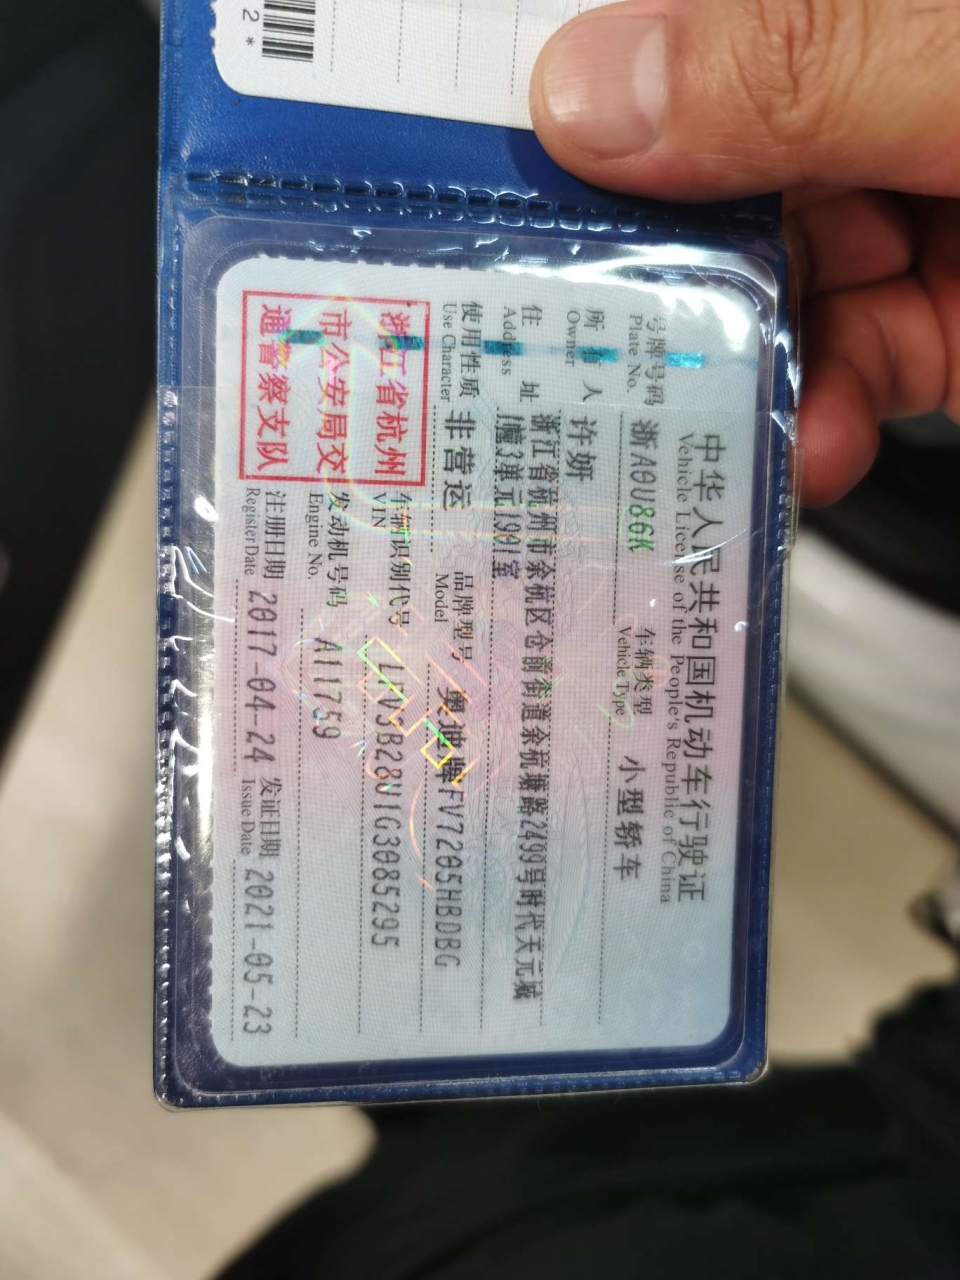 2*
中华人民共和国机动车行驶证
Vehicle License of the People's Republic of China
号牌号码 浙A0U86K 车辆类型 小型轿车
Plate No. Vehicle Type
所有人 许妍
Owner
住址 浙江省杭州市余杭区仓前街道余杭塘路2499号时代天元城
Address 1幢3单元1901室
使用性质 非营运 品牌型号 奥迪牌FV7205HBDBG
Use Character Model
浙江省杭州
市公安局交
通警察支队
车辆识别代号 LFV3B28U1G3085295
VIN
发动机号码 A11759
Engine No.
注册日期 2017-04-24 发证日期 2021-05-23
Register Date Issue Date